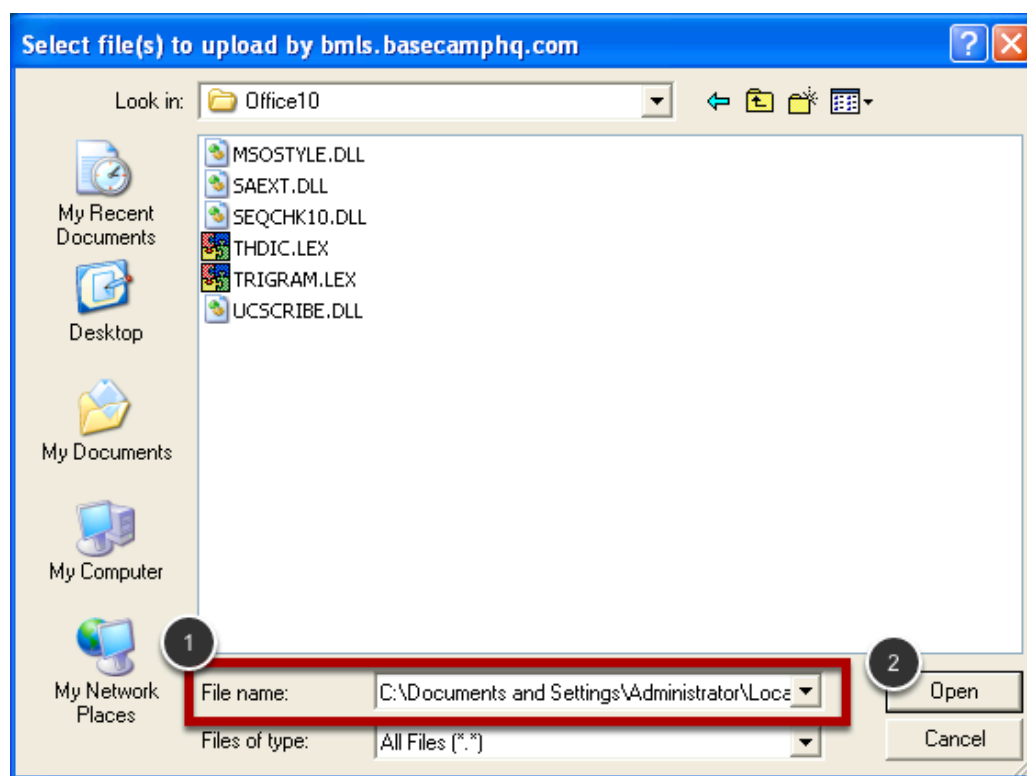 Select file(s) to upload by bmls.basecamphq.com
Look in:
Office10
MSOSTYLE.DLL
SAEXT.DLL
SEQCHK10.DLL
THDIC.LEX
TRIGRAM.LEX
UCSCRIBE.DLL
My Recent
Documents
Desktop
My Documents
My Computer
My Network
Places
1
File name:
C:\Documents and Settings\Administrator\Loca
2
Open
Files of type:
All Files (*.*)
Cancel